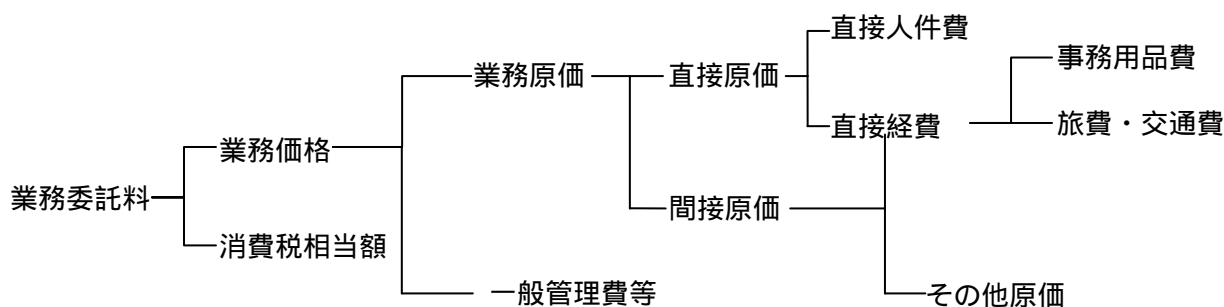 業務委託料
業務価格
消費税相当額
業務原価
一般管理費等
直接原価
間接原価
直接人件費
直接経費
その他原価
事務用品費
旅費・交通費